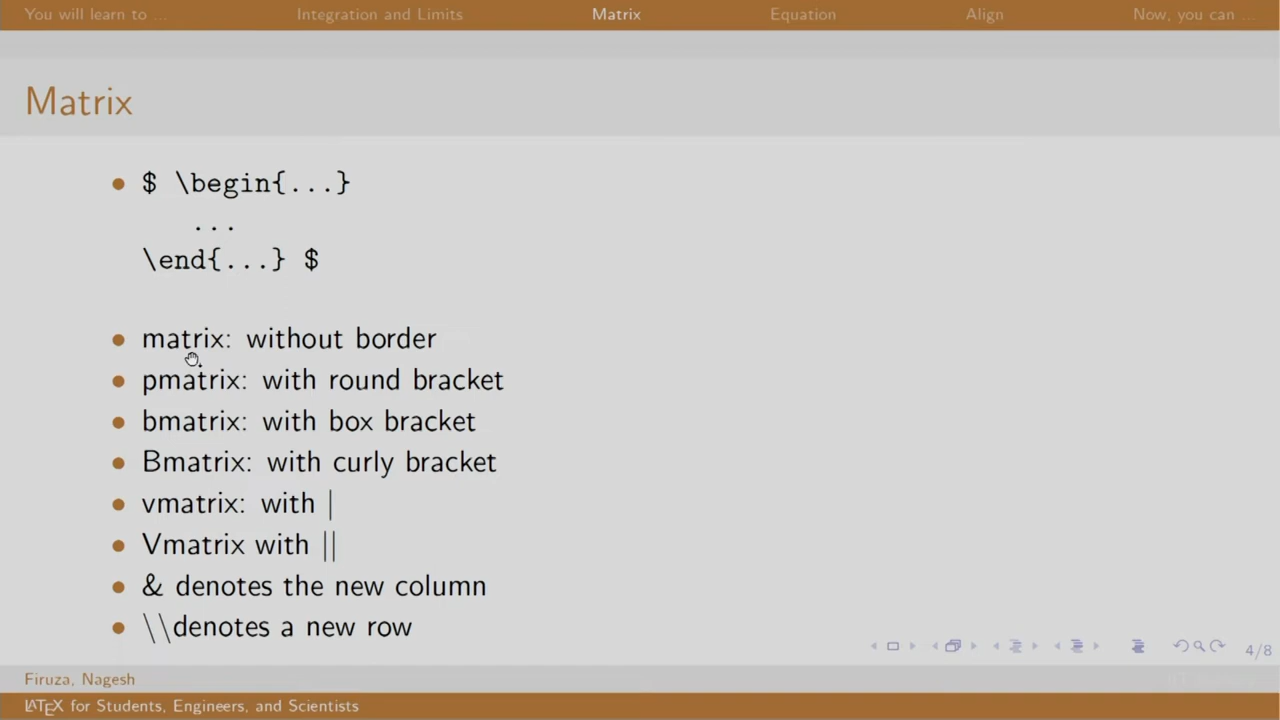 You will learn to ... Integration and Limits Matrix Equation Align Now, you can ...
Matrix
• $ \begin{...}
...
\end{...} $
• matrix: without border
• pmatrix: with round bracket
• bmatrix: with box bracket
• Bmatrix: with curly bracket
• vmatrix: with |
• Vmatrix with ||
• & denotes the new column
• \\denotes a new row
4/8
Firuza, Nagesh
LATEX for Students, Engineers, and Scientists